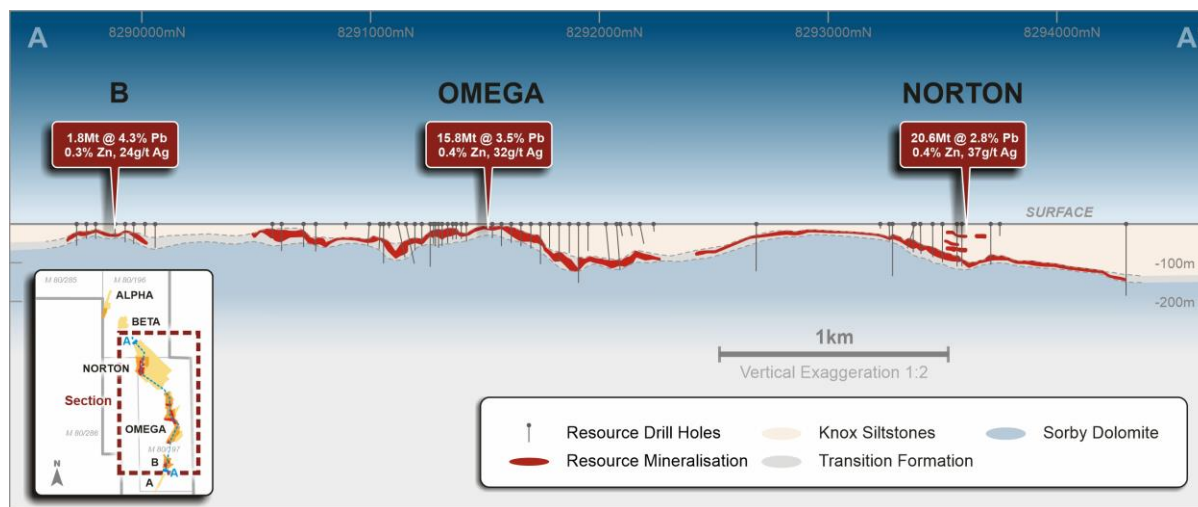 A
8290000mN
8291000mN
8292000mN
8293000mN
8294000mN
A
B
OMEGA
NORTON
1.8Mt @ 4.3% Pb
0.3% Zn, 24g/t Ag
15.8Mt @ 3.5% Pb
0.4% Zn, 32g/t Ag
20.6Mt @ 2.8% Pb
0.4% Zn, 37g/t Ag
SURFACE
-100m
-200m
1km
Vertical Exaggeration 1:2
M 80/285
M 80/196
ALPHA
BETA
A'
NORTON
Section
OMEGA
M 80/286
M 80/197
B
A
A
N
Resource Drill Holes
Knox Siltstones
Sorby Dolomite
Resource Mineralisation
Transition Formation